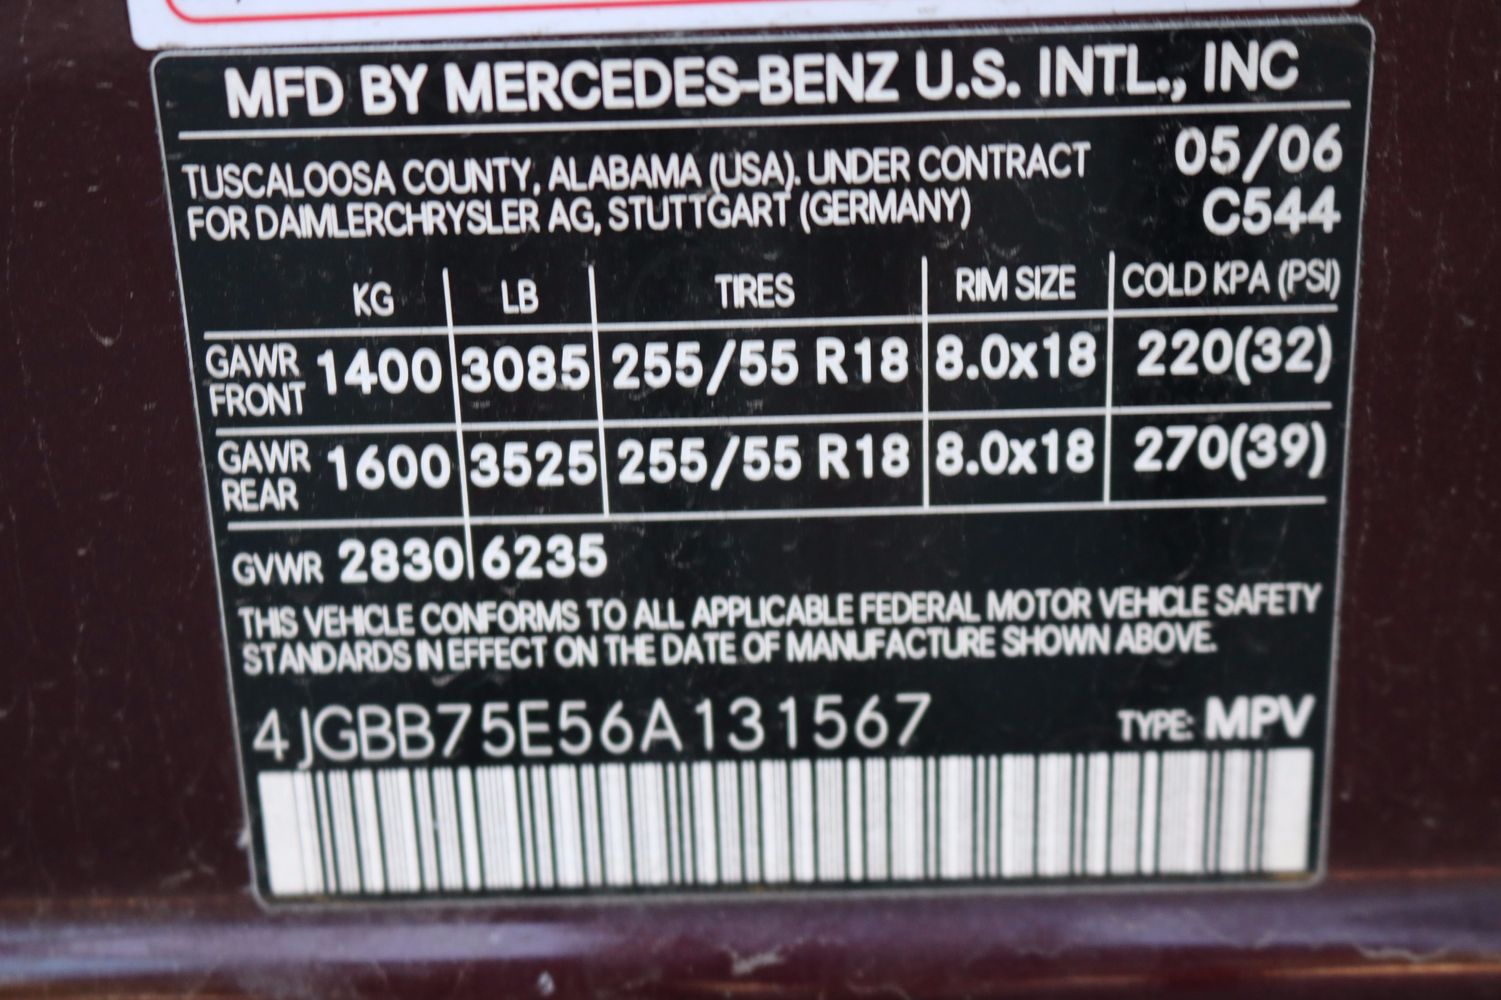 MFD BY MERCEDES-BENZ U.S. INTL., INC
TUSCALOOSA COUNTY, ALABAMA (USA). UNDER CONTRACT 05/06
FOR DAIMLERCHRYSLER AG, STUTTGART (GERMANY) C544
KG LB TIRES RIM SIZE COLD KPA (PSI)
GAWR FRONT 1400 3085 255/55 R18 8.0x18 220(32)
GAWR REAR 1600 3525 255/55 R18 8.0x18 270(39)
GVWR 2830 6235
THIS VEHICLE CONFORMS TO ALL APPLICABLE FEDERAL MOTOR VEHICLE SAFETY
STANDARDS IN EFFECT ON THE DATE OF MANUFACTURE SHOWN ABOVE.
4JGBB75E56A131567 TYPE: MPV